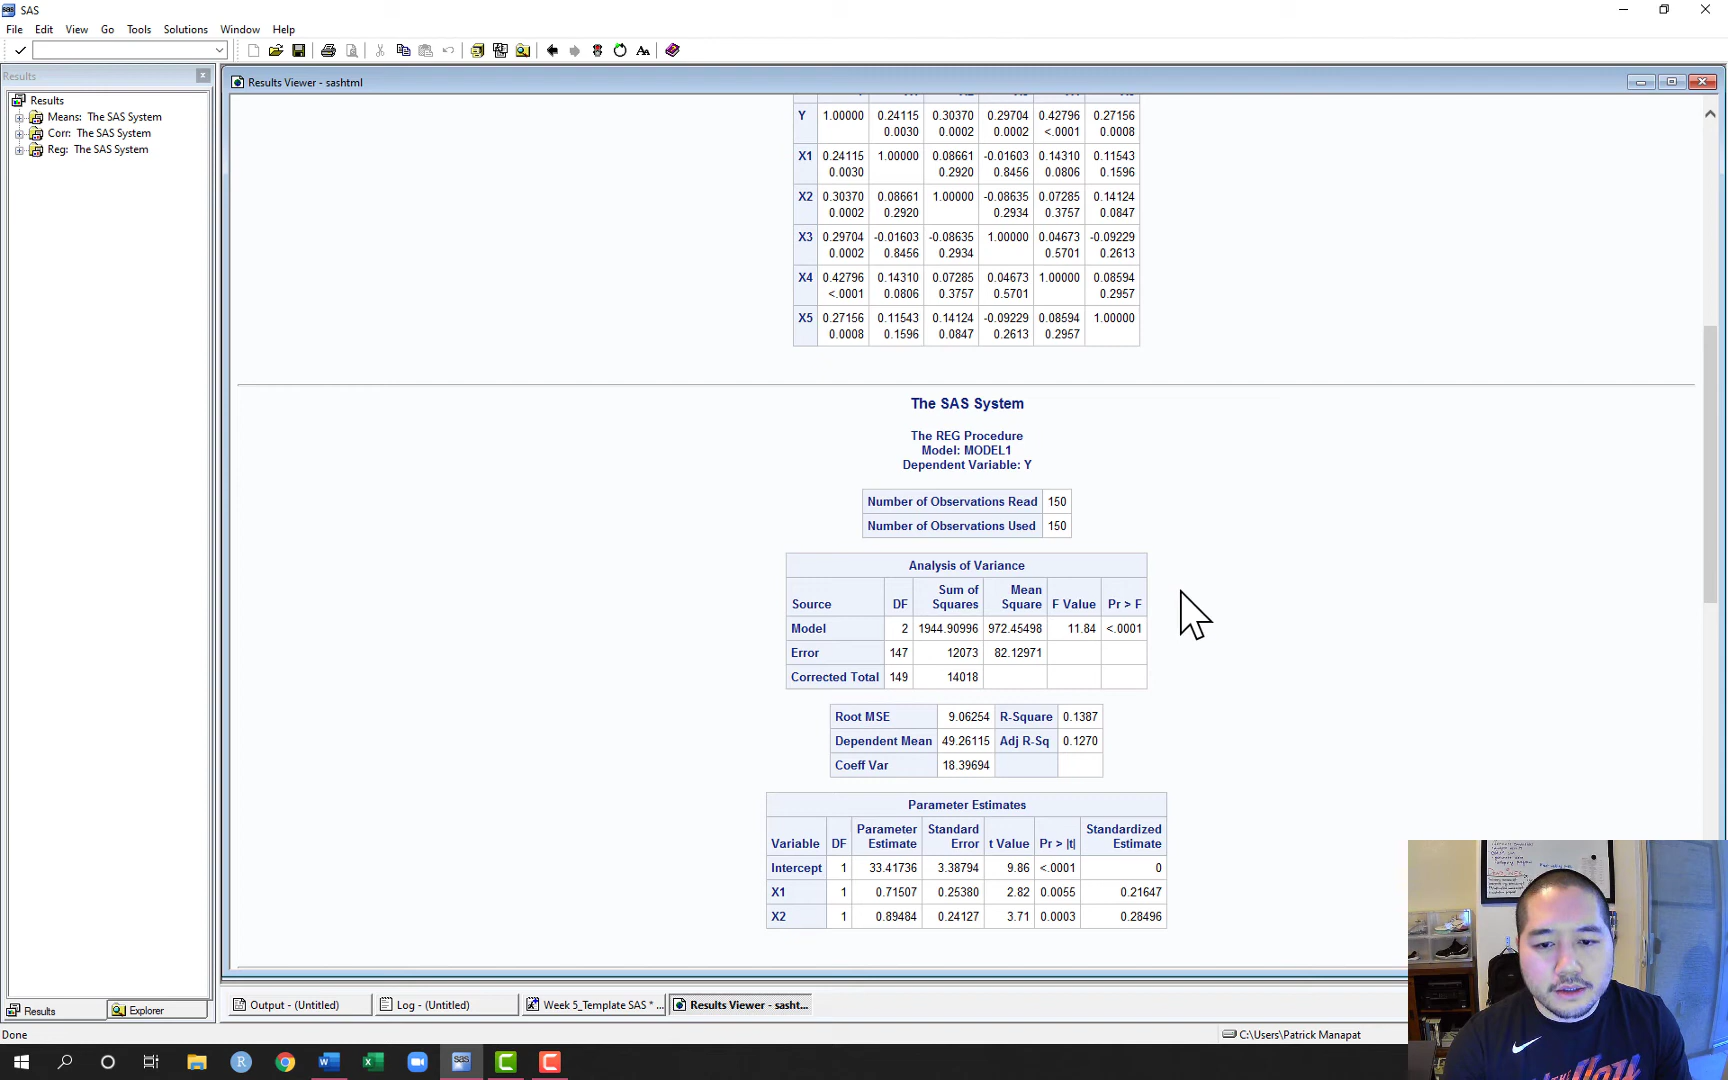 SAS
File Edit View Go Tools Solutions Window Help
Results
Results Viewer - sashtml
Results
Means: The SAS System
Corr: The SAS System
Reg: The SAS System
Y 1.00000 0.24115 0.30370 0.29704 0.42796 0.27156
0.0030 0.0002 0.0002 <.0001 0.0008
X1 0.24115 1.00000 0.08661 -0.01603 0.14310 0.11543
0.0030 0.2920 0.8456 0.0806 0.1596
X2 0.30370 0.08661 1.00000 -0.08635 0.07285 0.14124
0.0002 0.2920 0.2934 0.3757 0.0847
X3 0.29704 -0.01603 -0.08635 1.00000 0.04673 -0.09229
0.0002 0.8456 0.2934 0.5701 0.2613
X4 0.42796 0.14310 0.07285 0.04673 1.00000 0.08594
<.0001 0.0806 0.3757 0.5701 0.2957
X5 0.27156 0.11543 0.14124 -0.09229 0.08594 1.00000
0.0008 0.1596 0.0847 0.2613 0.2957
The SAS System
The REG Procedure
Model: MODEL1
Dependent Variable: Y
Number of Observations Read 150
Number of Observations Used 150
Analysis of Variance
Sum of Mean
Source DF Squares Square F Value Pr > F
Model 2 1944.90996 972.45498 11.84 <.0001
Error 147 12073 82.12971
Corrected Total 149 14018
Root MSE 9.06254 R-Square 0.1387
Dependent Mean 49.26115 Adj R-Sq 0.1270
Coeff Var 18.39694
Parameter Estimates
Parameter Standard Standardized
Variable DF Estimate Error t Value Pr > |t| Estimate
Intercept 1 33.41736 3.38794 9.86 <.0001 0
X1 1 0.71507 0.25380 2.82 0.0055 0.21647
X2 1 0.89484 0.24127 3.71 0.0003 0.28496
Results Explorer
Output - (Untitled) Log - (Untitled) Week 5_Template SAS * ... Results Viewer - sasht...
Done
C:\Users\Patrick Manapat